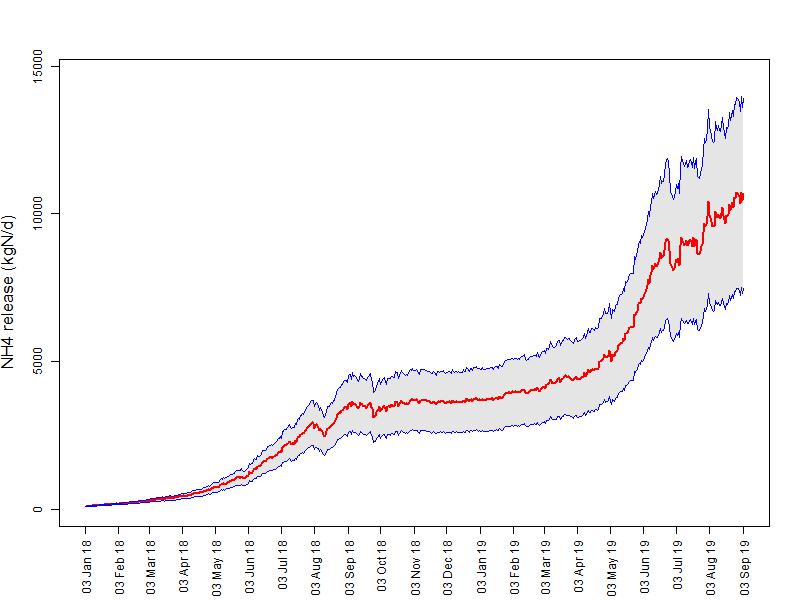 NH4 release (kgN/d)
15000
10000
5000
0
03 Jan 18
03 Feb 18
03 Mar 18
03 Apr 18
03 May 18
03 Jun 18
03 Jul 18
03 Aug 18
03 Sep 18
03 Oct 18
03 Nov 18
03 Dec 18
03 Jan 19
03 Feb 19
03 Mar 19
03 Apr 19
03 May 19
03 Jun 19
03 Jul 19
03 Aug 19
03 Sep 19